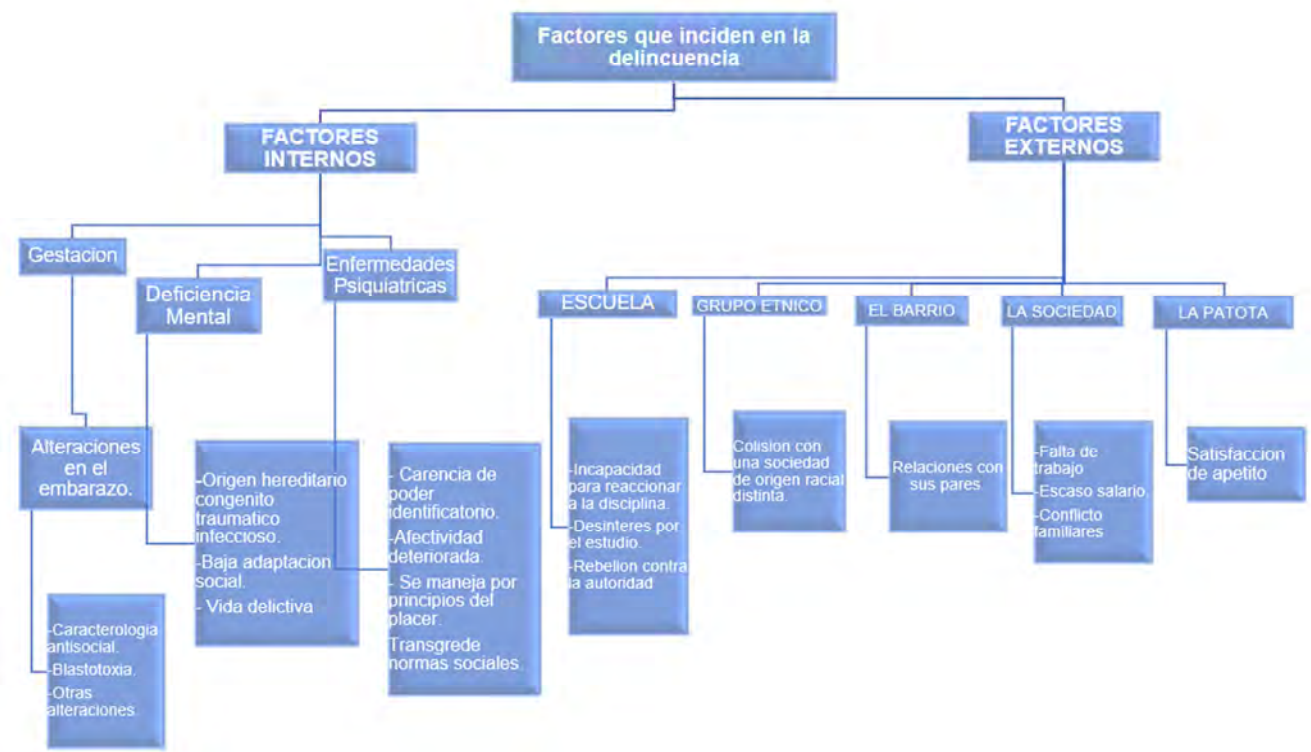 Factores que inciden en la
delincuencia
FACTORES
INTERNOS
FACTORES
EXTERNOS
Gestacion
Deficiencia
Mental
Enfermedades
Psiquiatricas
ESCUELA
GRUPO ETNICO
EL BARRIO
LA SOCIEDAD
LA PATOTA
Alteraciones
en el
embarazo.
-Caracterologia
antisocial.
-Blastotoxia.
-Otras
alteraciones.
-Origen hereditario
congenito
traumatico
infeccioso.
-Baja adaptacion
social.
- Vida delictiva
- Carencia de
poder
identificatorio.
-Afectividad
deteriorada.
- Se maneja por
principios del
placer.
Transgrede
normas sociales.
-Incapacidad
para reaccionar
a la disciplina.
-Desinteres por
el estudio.
-Rebelion contra
la autoridad
Colision con
una sociedad
de origen racial
distinta.
Relaciones con
sus pares
-Falta de
trabajo
-Escaso salario.
-Conflicto
familiares
Satisfaccion
de apetito